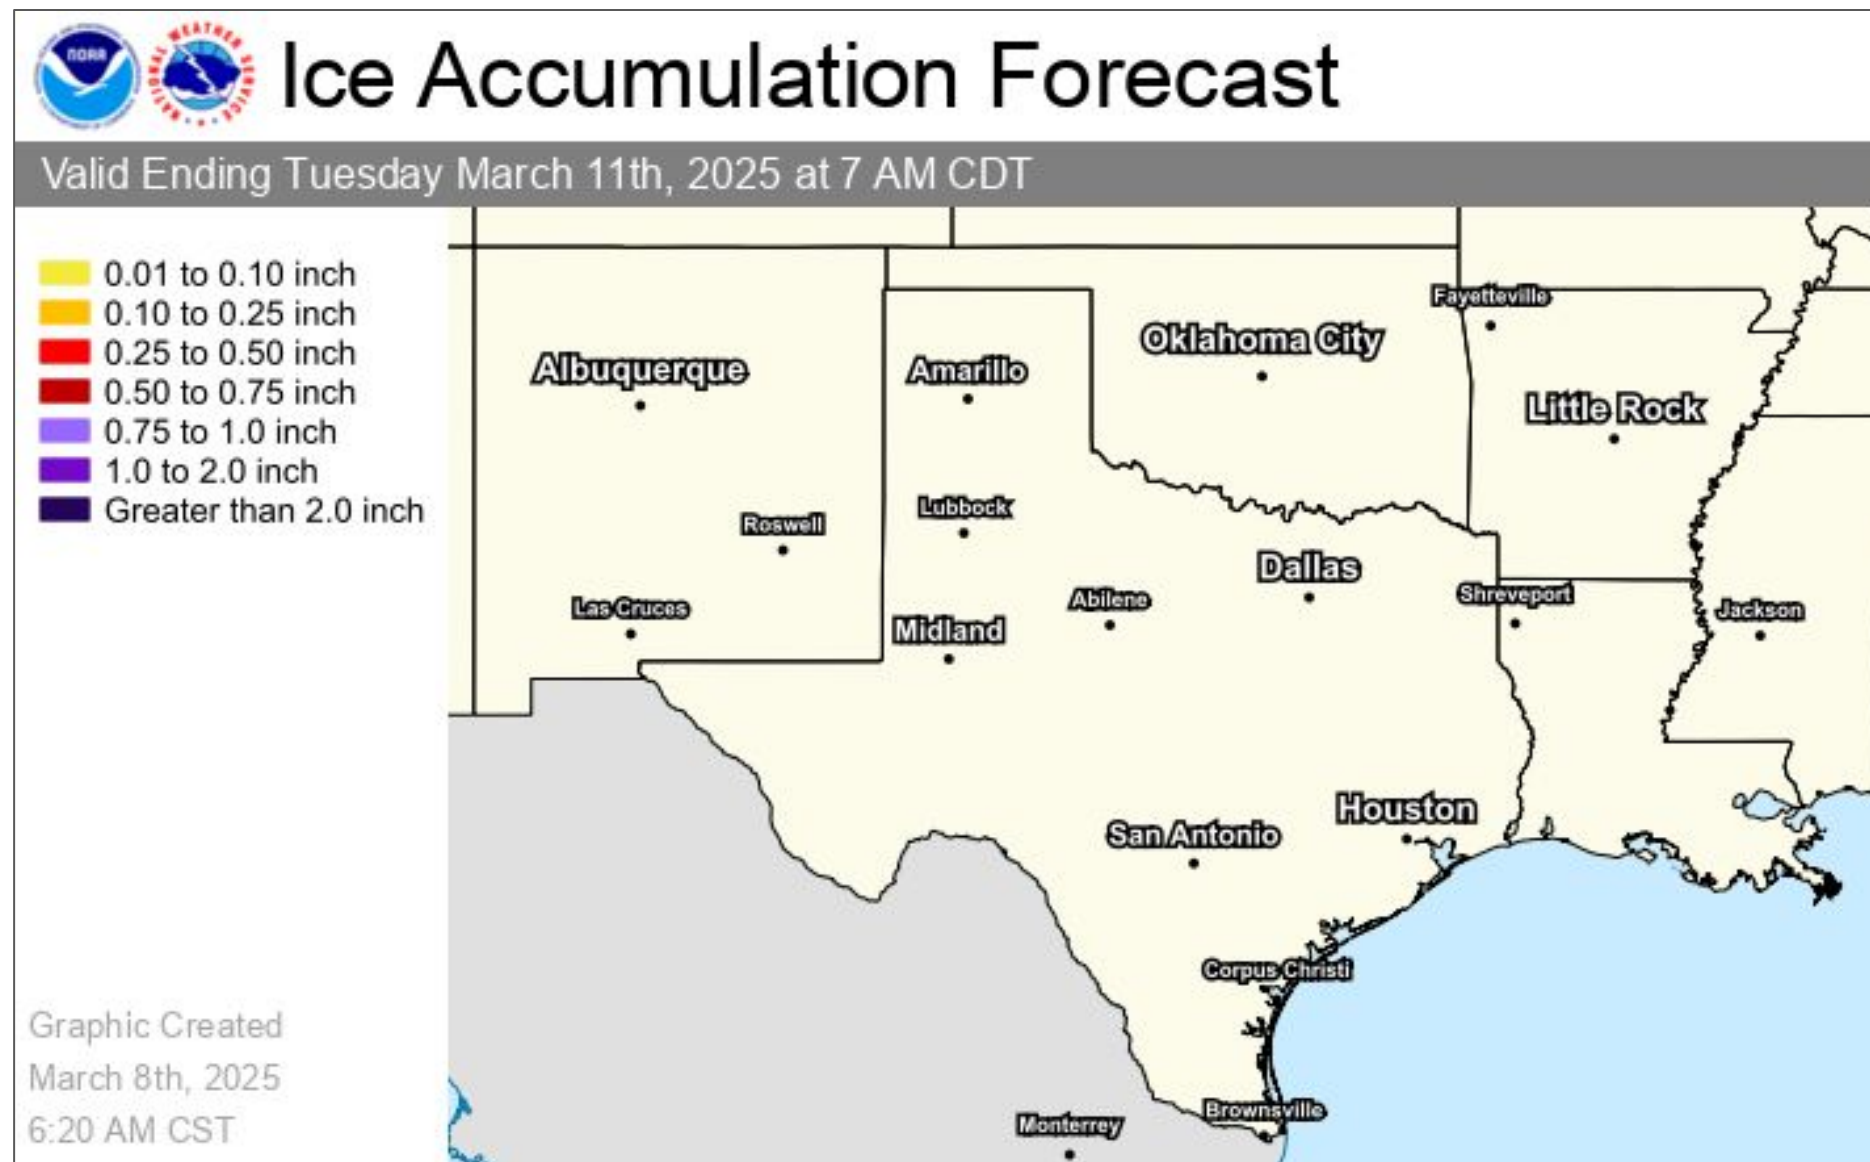 NOAA
NATIONAL WEATHER SERVICE
Ice Accumulation Forecast
Valid Ending Tuesday March 11th, 2025 at 7 AM CDT
0.01 to 0.10 inch
0.10 to 0.25 inch
0.25 to 0.50 inch
0.50 to 0.75 inch
0.75 to 1.0 inch
1.0 to 2.0 inch
Greater than 2.0 inch
Fayetteville
Oklahoma City
Albuquerque
Amarillo
Little Rock
Lubbock
Roswell
Dallas
Shreveport
Abilene
Las Cruces
Jackson
Midland
Houston
San Antonio
Corpus Christi
Brownsville
Monterrey
Graphic Created
March 8th, 2025
6:20 AM CST